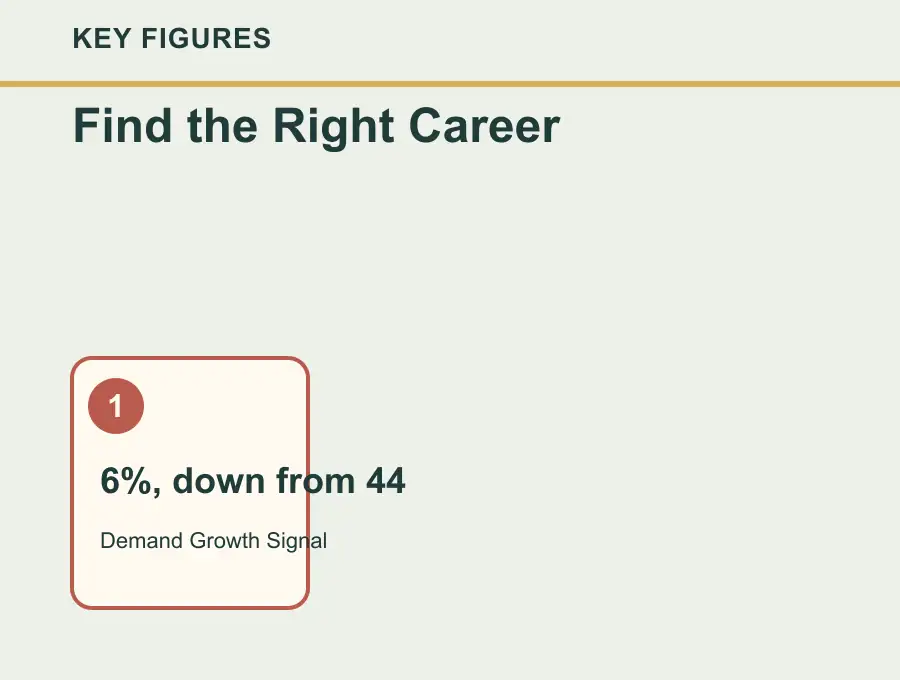 KEY FIGURES
Find the Right Career
1
6%, down from 44
Demand Growth Signal